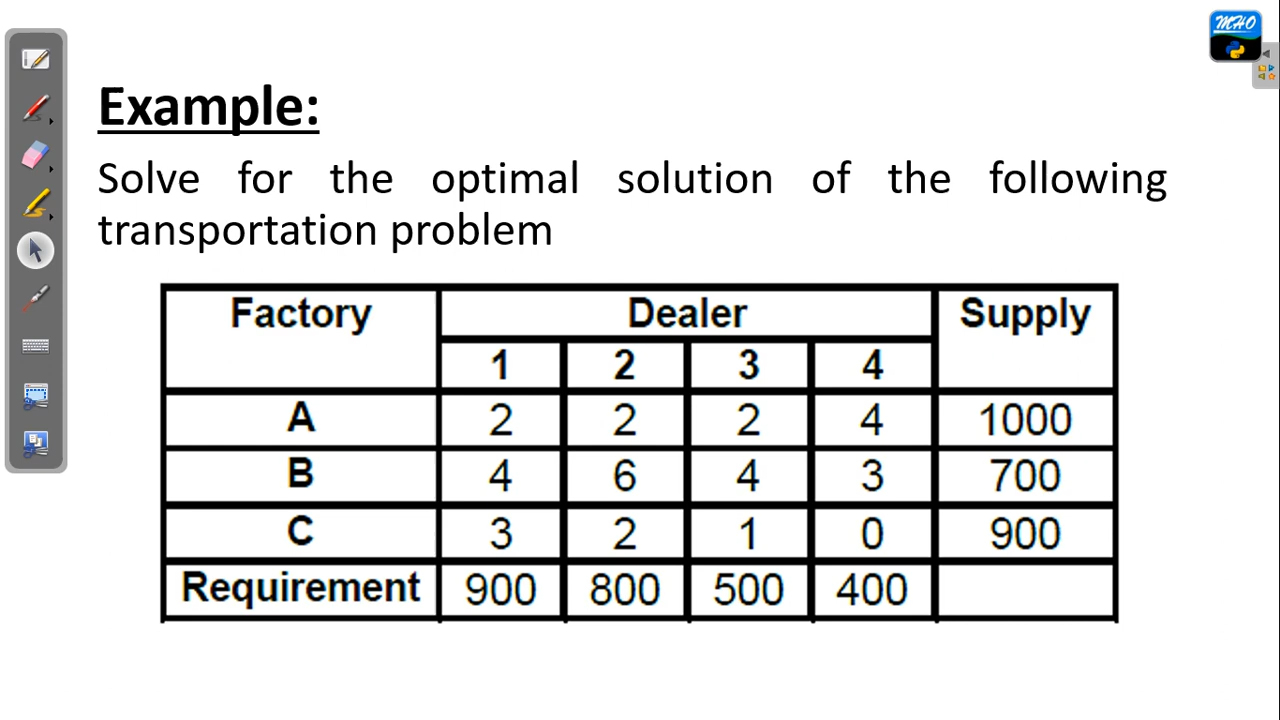 MHO
Example:
Solve for the optimal solution of the following
transportation problem
Factory Dealer Supply
1 2 3 4
A 2 2 2 4 1000
B 4 6 4 3 700
C 3 2 1 0 900
Requirement 900 800 500 400